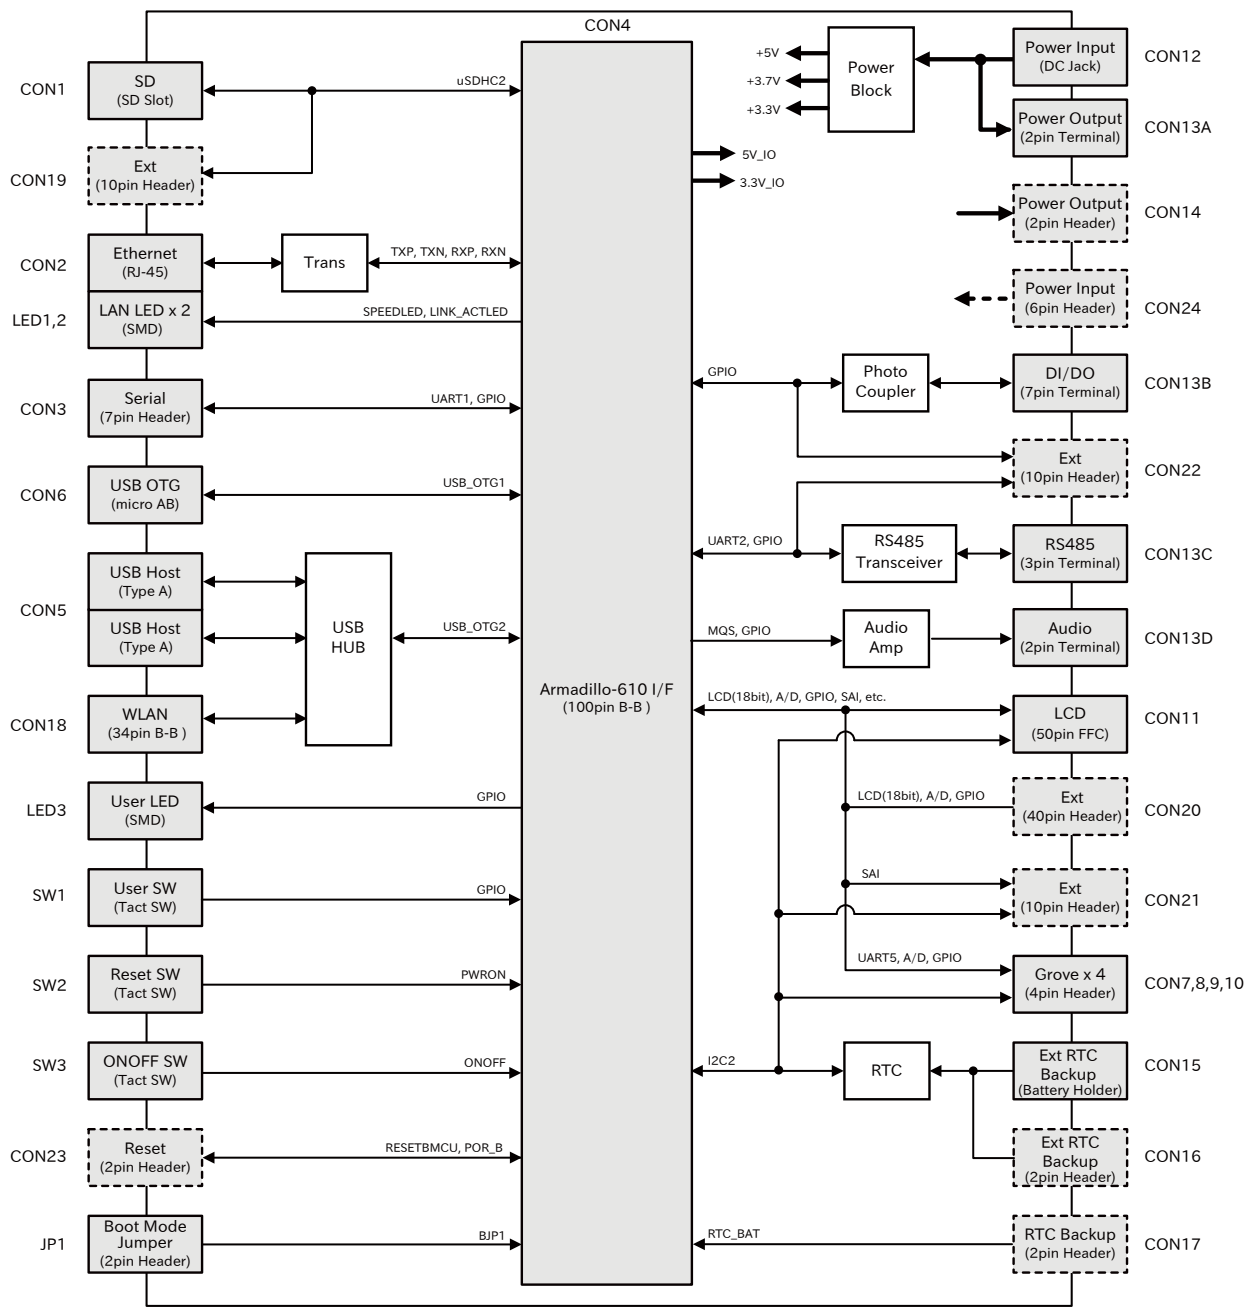 CON4
CON1
SD
(SD Slot)
uSDHC2
CON19
Ext
(10pin Header)
CON2
Ethernet
(RJ-45)
Trans
TXP, TXN, RXP, RXN
LED1,2
LAN LED x 2
(SMD)
SPEEDLED, LINK_ACTLED
CON3
Serial
(7pin Header)
UART1, GPIO
CON6
USB OTG
(micro AB)
USB_OTG1
CON5
USB Host
(Type A)
USB Host
(Type A)
USB
HUB
USB_OTG2
CON18
WLAN
(34pin B-B )
LED3
User LED
(SMD)
GPIO
SW1
User SW
(Tact SW)
GPIO
SW2
Reset SW
(Tact SW)
PWRON
SW3
ONOFF SW
(Tact SW)
ONOFF
CON23
Reset
(2pin Header)
RESETBMCU, POR_B
JP1
Boot Mode
Jumper
(2pin Header)
BJP1
Armadillo-610 I/F
(100pin B-B )
+5V
+3.7V
+3.3V
Power
Block
Power Input
(DC Jack)
CON12
Power Output
(2pin Terminal)
CON13A
5V_IO
3.3V_IO
Power Output
(2pin Header)
CON14
Power Input
(6pin Header)
CON24
GPIO
Photo
Coupler
DI/DO
(7pin Terminal)
CON13B
Ext
(10pin Header)
CON22
UART2, GPIO
RS485
Transceiver
RS485
(3pin Terminal)
CON13C
MQS, GPIO
Audio
Amp
Audio
(2pin Terminal)
CON13D
LCD(18bit), A/D, GPIO, SAI, etc.
LCD
(50pin FFC)
CON11
LCD(18bit), A/D, GPIO
Ext
(40pin Header)
CON20
SAI
Ext
(10pin Header)
CON21
UART5, A/D, GPIO
Grove x 4
(4pin Header)
CON7,8,9,10
I2C2
RTC
Ext RTC
Backup
(Battery Holder)
CON15
Ext RTC
Backup
(2pin Header)
CON16
RTC_BAT
RTC Backup
(2pin Header)
CON17